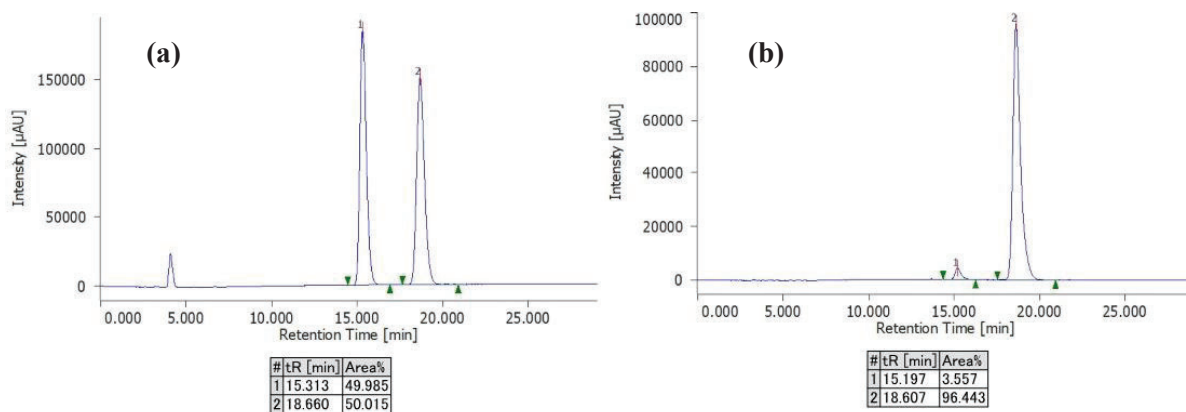 (a)
Intensity [µAU]
150000
100000
50000
0
1
2
0.000 5.000 10.000 15.000 20.000 25.000
Retention Time [min]
# tR [min] Area%
1 15.313 49.985
2 18.660 50.015
(b)
Intensity [µAU]
100000
80000
60000
40000
20000
0
1
2
0.000 5.000 10.000 15.000 20.000 25.000
Retention Time [min]
# tR [min] Area%
1 15.197 3.557
2 18.607 96.443